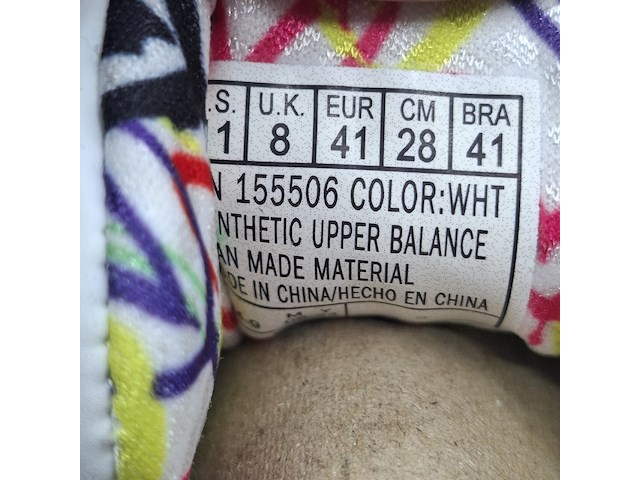 .S. U.K. EUR CM BRA
1 8 41 28 41
N 155506 COLOR:WHT
NTHETIC UPPER BALANCE
AN MADE MATERIAL
DE IN CHINA/HECHO EN CHINA
M Y